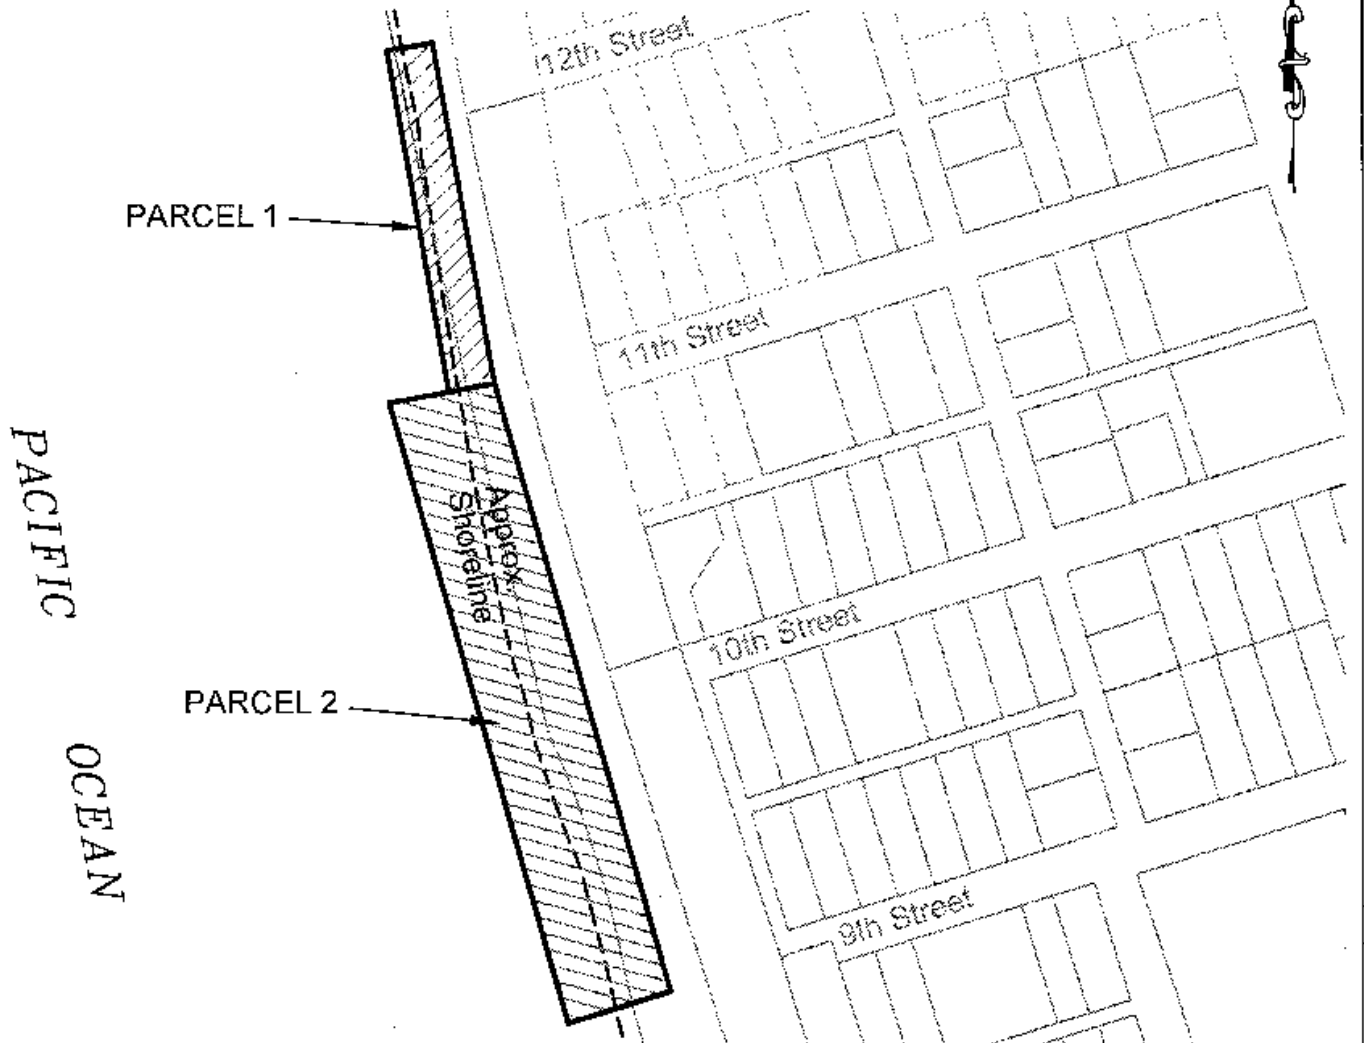 12th Street
PARCEL 1
11th Street
PACIFIC
OCEAN
Approx.
Shoreline
10th Street
PARCEL 2
9th Street